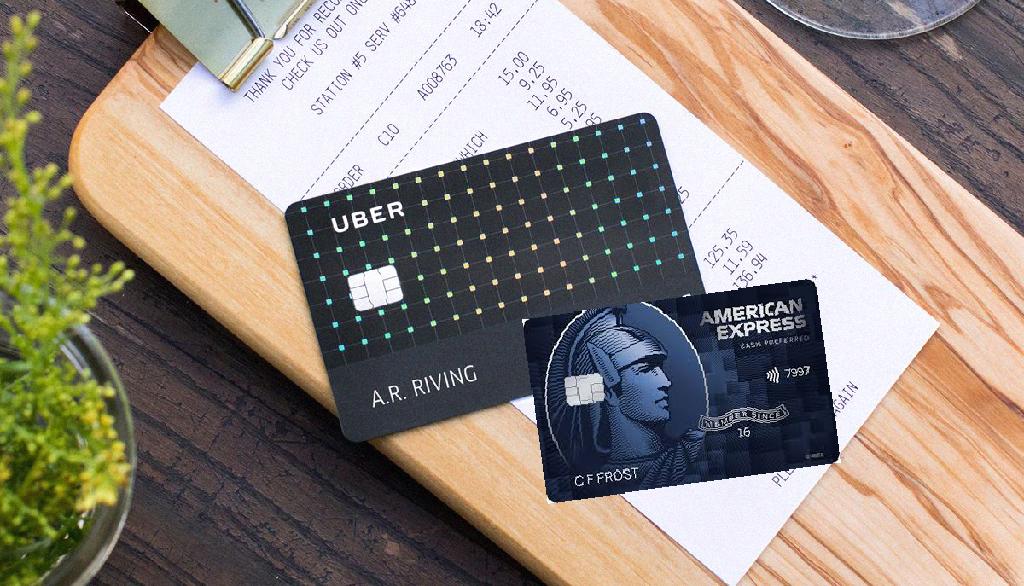 THANK YOU FOR
CHECK US OUT
STATION #5 SERV
A008763
13:42
C10
15.00
9.25
11.95
6.95
5.25
125.35
11.59
136.94
UBER
A.R. RIVING
AMERICAN
EXPRESS
CASH PREFERRED
7997
MEMBER SINCE
16
C F FROST